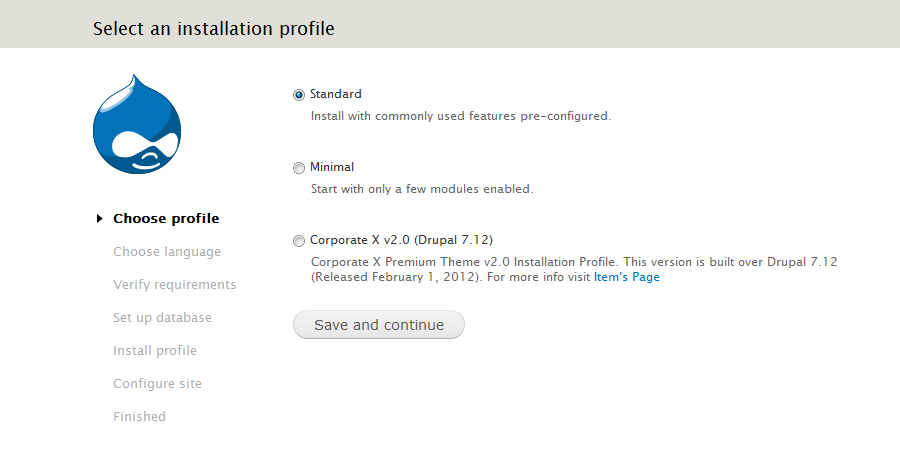 Select an installation profile
Standard
Install with commonly used features pre-configured.
Minimal
Start with only a few modules enabled.
Corporate X v2.0 (Drupal 7.12)
Corporate X Premium Theme v2.0 Installation Profile. This version is built over Drupal 7.12
(Released February 1, 2012). For more info visit Item's Page
Save and continue
Choose profile
Choose language
Verify requirements
Set up database
Install profile
Configure site
Finished